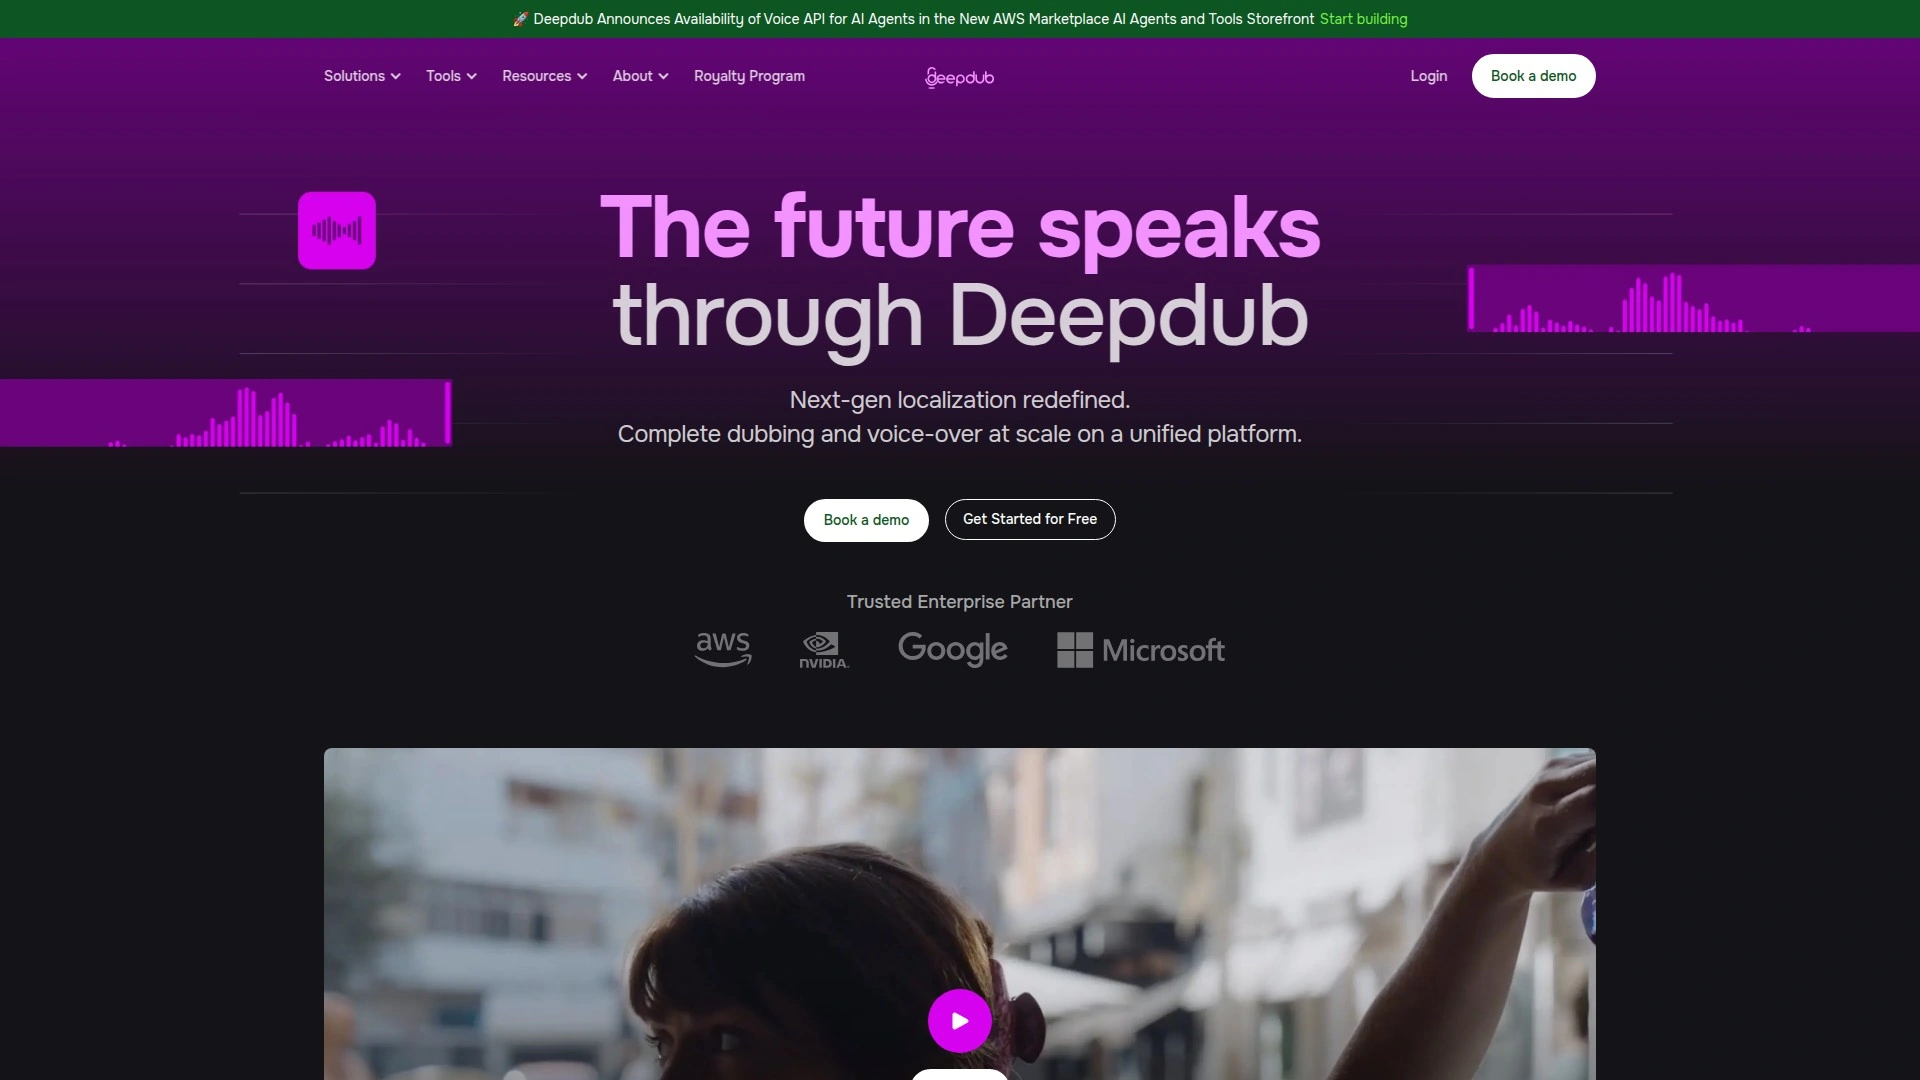 🚀 Deepdub Announces Availability of Voice API for AI Agents in the New AWS Marketplace AI Agents and Tools Storefront Start building
Solutions Tools Resources About Royalty Program deepdub Login Book a demo
The future speaks
through Deepdub
Next-gen localization redefined.
Complete dubbing and voice-over at scale on a unified platform.
Book a demo Get Started for Free
Trusted Enterprise Partner
aws NVIDIA. Google Microsoft